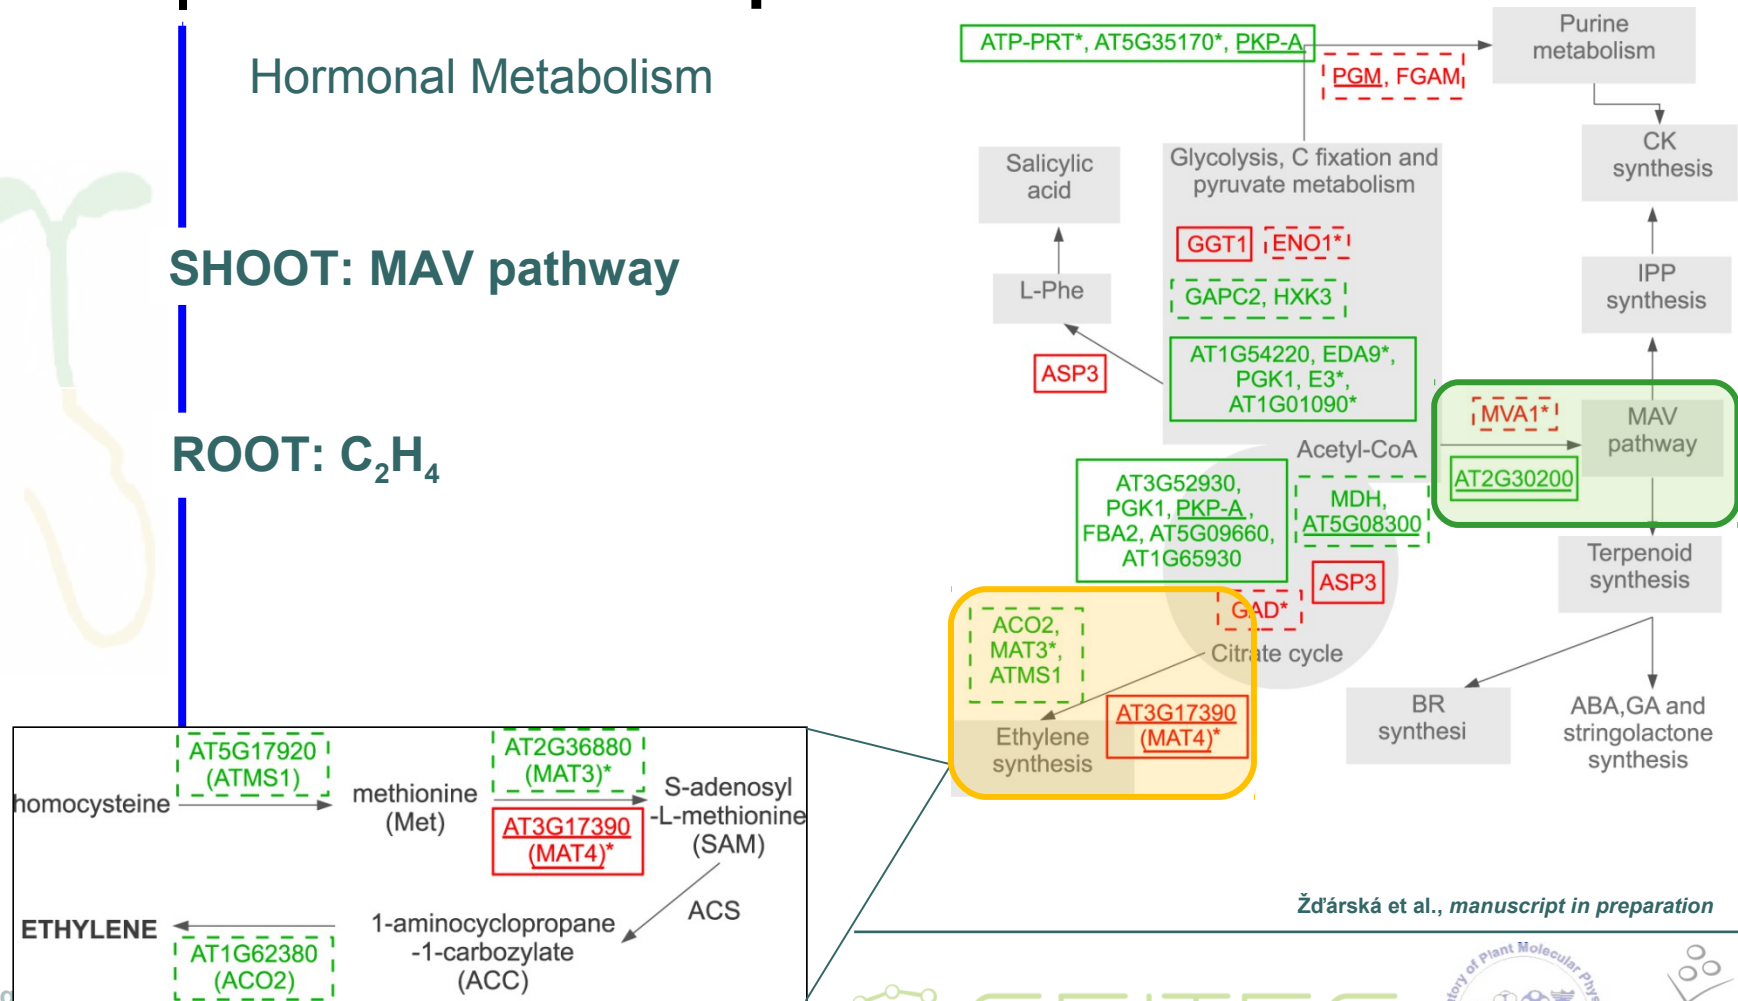 Hormonal Metabolism
SHOOT: MAV pathway
ROOT: C₂H₄
ATP-PRT*, AT5G35170*, PKP-A
PGM, FGAM
Purine
metabolism
CK
synthesis
Salicylic
acid
Glycolysis, C fixation and
pyruvate metabolism
GGT1
ENO1*
L-Phe
GAPC2, HXK3
IPP
synthesis
ASP3
AT1G54220, EDA9*,
PGK1, E3*,
AT1G01090*
MVA1*
MAV
pathway
Acetyl-CoA
AT2G30200
AT3G52930,
PGK1, PKP-A,
FBA2, AT5G09660,
AT1G65930
MDH,
AT5G08300
ASP3
GAD*
Citrate cycle
Terpenoid
synthesis
ACO2,
MAT3*,
ATMS1
AT3G17390
(MAT4)*
Ethylene
synthesis
BR
synthesi
ABA,GA and
stringolactone
synthesis
homocysteine
AT5G17920
(ATMS1)
methionine
(Met)
AT2G36880
(MAT3)*
AT3G17390
(MAT4)*
S-adenosyl
-L-methionine
(SAM)
ACS
1-aminocyclopropane
-1-carbozylate
(ACC)
ETHYLENE
AT1G62380
(ACO2)
Žďárská et al., manuscript in preparation
of Plant Molecular